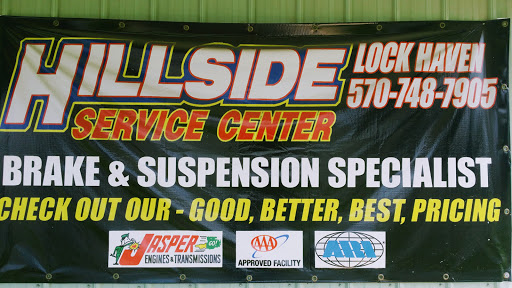 HILLSIDE
LOCK HAVEN
570-748-7905
SERVICE CENTER
BRAKE & SUSPENSION SPECIALIST
CHECK OUT OUR - GOOD, BETTER, BEST, PRICING
JASPER
GO!
ENGINES & TRANSMISSIONS
AAA
APPROVED FACILITY